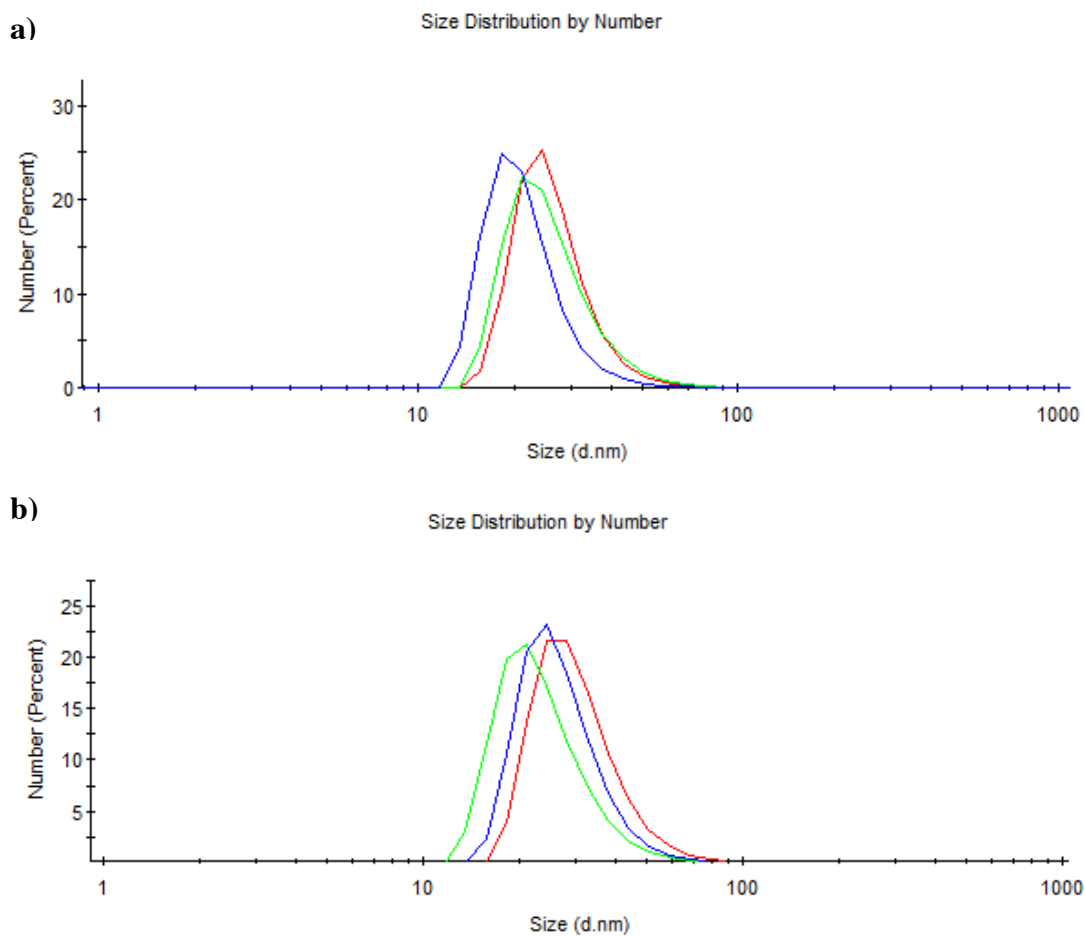 a)
Size Distribution by Number
Number (Percent)
30
20
10
0
1 10 100 1000
Size (d.nm)
b)
Size Distribution by Number
Number (Percent)
25
20
15
10
5
1 10 100 1000
Size (d.nm)